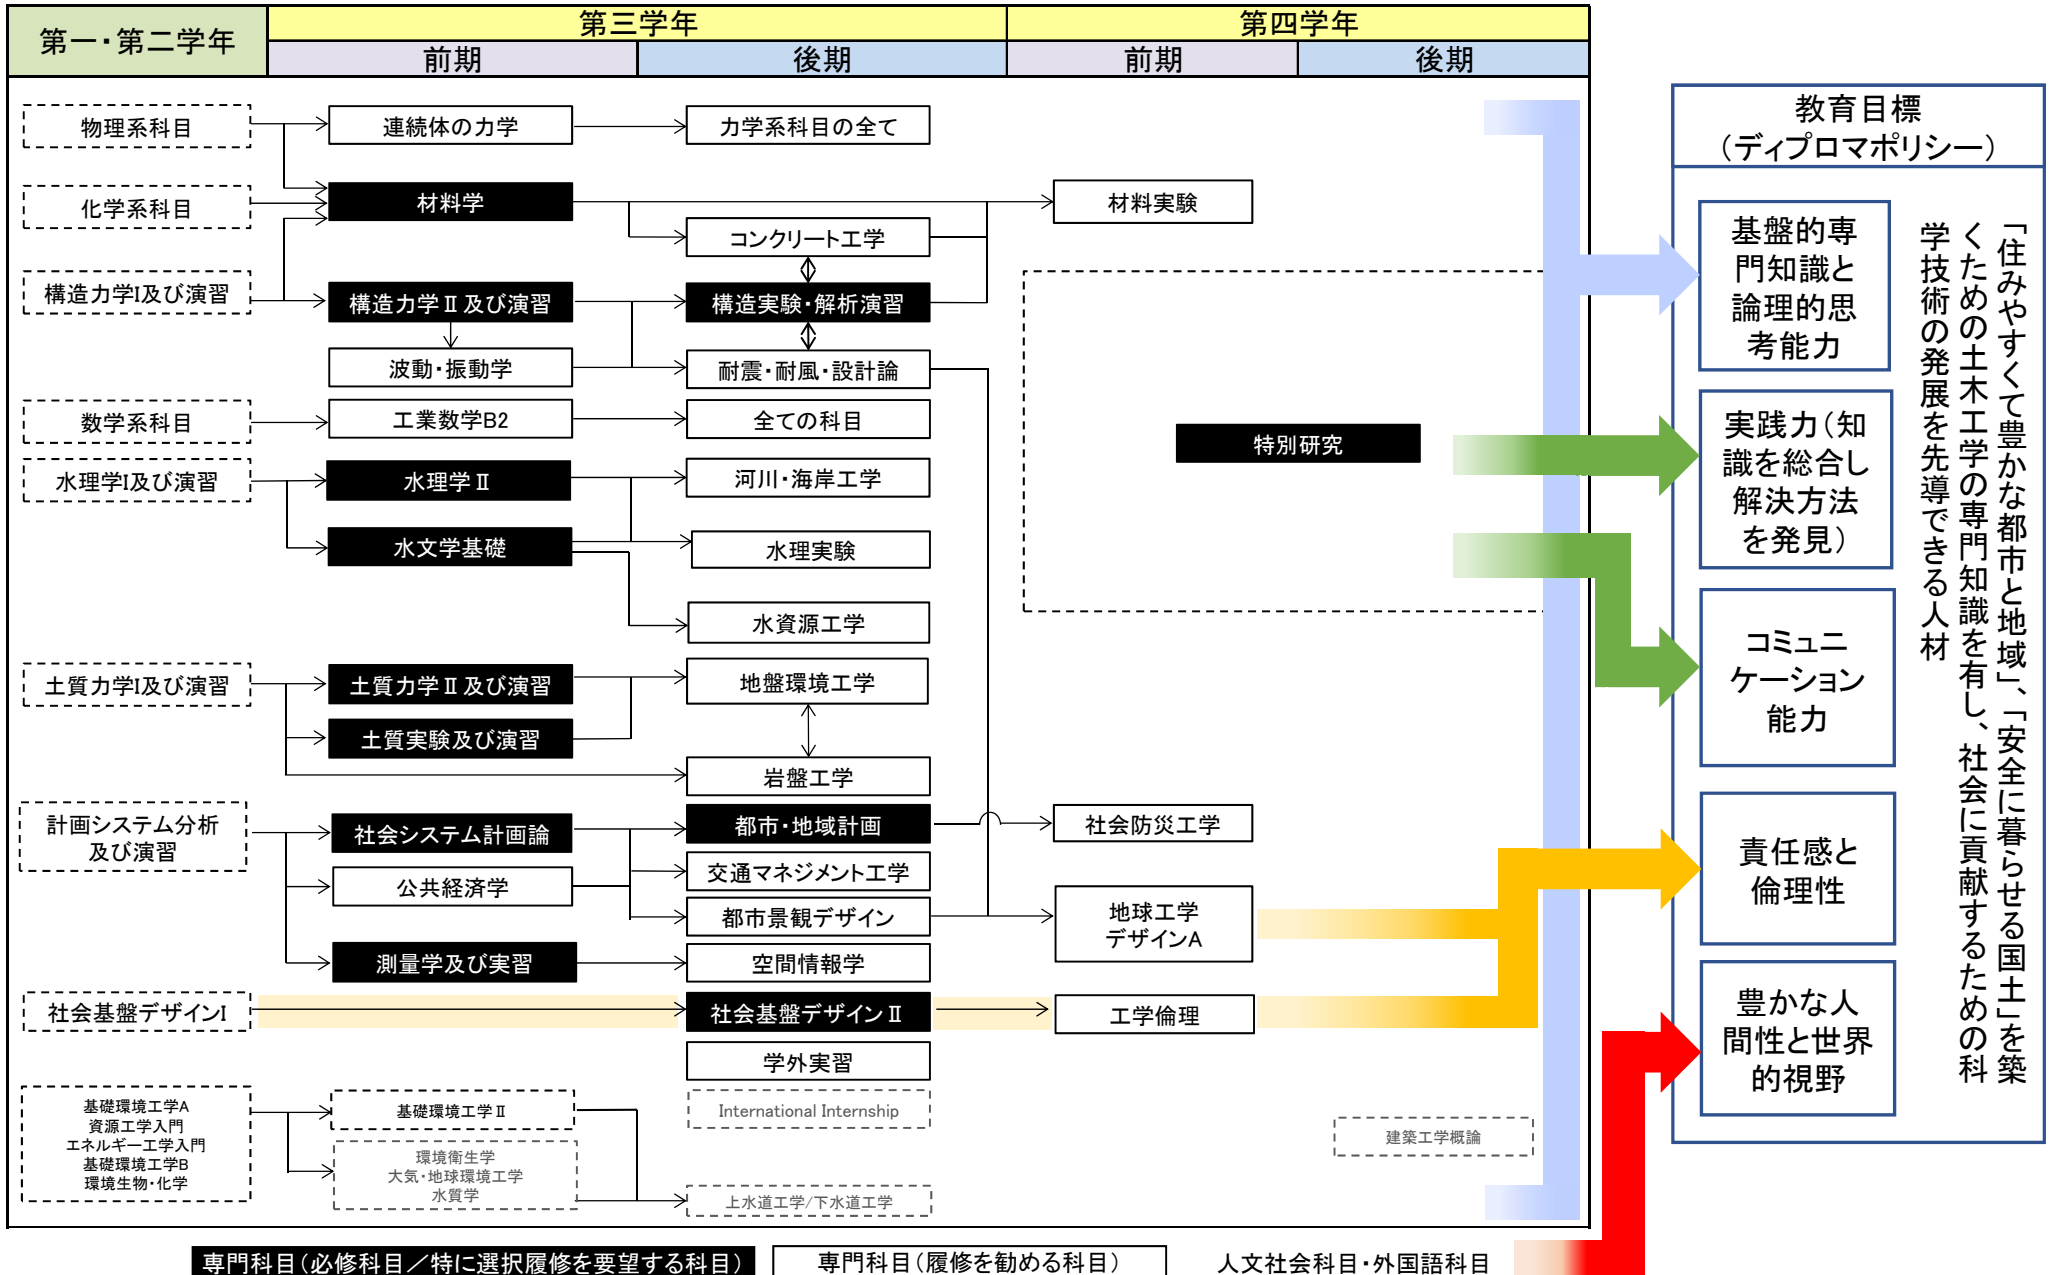 第一・第二学年
第三学年
第四学年
前期
後期
前期
後期
物理系科目
連続体の力学
力学系科目の全て
化学系科目
材料学
材料実験
コンクリート工学
構造力学I及び演習
構造力学Ⅱ及び演習
構造実験・解析演習
波動・振動学
耐震・耐風・設計論
数学系科目
工業数学B2
全ての科目
特別研究
水理学I及び演習
水理学Ⅱ
河川・海岸工学
水文学基礎
水理実験
水資源工学
土質力学I及び演習
土質力学Ⅱ及び演習
地盤環境工学
土質実験及び演習
岩盤工学
計画システム分析
及び演習
社会システム計画論
都市・地域計画
社会防災工学
公共経済学
交通マネジメント工学
都市景観デザイン
地球工学
デザインA
測量学及び実習
空間情報学
社会基盤デザインI
社会基盤デザインⅡ
工学倫理
学外実習
基礎環境工学A
資源工学入門
エネルギー工学入門
基礎環境工学B
環境生物・化学
基礎環境工学Ⅱ
International Internship
環境衛生学
大気・地球環境工学
水質学
上水道工学/下水道工学
建築工学概論
教育目標
（ディプロマポリシー）
基盤的専
門知識と
論理的思
考能力
実践力（知
識を総合し
解決方法
を発見）
コミュニ
ケーション
能力
責任感と
倫理性
豊かな人
間性と世界
的視野
「住みやすくて豊かな都市と地域」、「安全に暮らせる国土」を築
くための土木工学の専門知識を有し、社会に貢献するための科
学技術の発展を先導できる人材
専門科目（必修科目／特に選択履修を要望する科目）
専門科目（履修を勧める科目）
人文社会科目・外国語科目